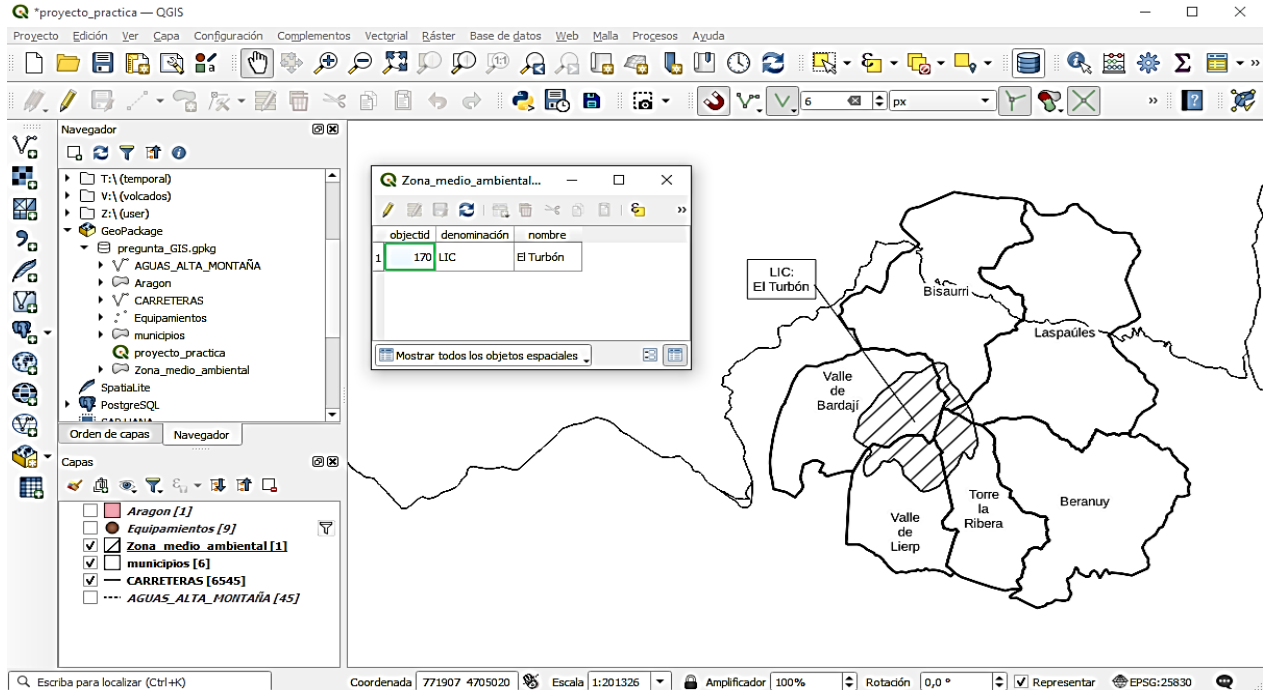 *proyecto_practica — QGIS
Proyecto Edición Ver Capa Configuración Complementos Vectorial Ráster Base de datos Web Malla Procesos Ayuda
1:1
6 px
»
Navegador
T:\ (temporal)
V:\ (volcados)
Z:\ (user)
GeoPackage
pregunta_GIS.gpkg
AGUAS_ALTA_MONTAÑA
Aragon
CARRETERAS
Equipamientos
municipios
proyecto_practica
Zona_medio_ambiental
SpatiaLite
PostgreSQL
SAP HANA
Orden de capas Navegador
Capas
Aragon [1]
Equipamientos [9]
Zona_medio_ambiental [1]
municipios [6]
CARRETERAS [6545]
AGUAS_ALTA_MONTAÑA [45]
Zona_medio_ambiental...
»
objectid denominación nombre
1 170 LIC El Turbón
Mostrar todos los objetos espaciales
LIC:
El Turbón
Bisaurri
Laspaúles
Valle
de
Bardají
Valle
de
Lierp
Torre
la
Ribera
Beranuy
Escriba para localizar (Ctrl+K) Coordenada 771907 4705020 Escala 1:201326 Amplificador 100% Rotación 0,0 ° Representar EPSG:25830